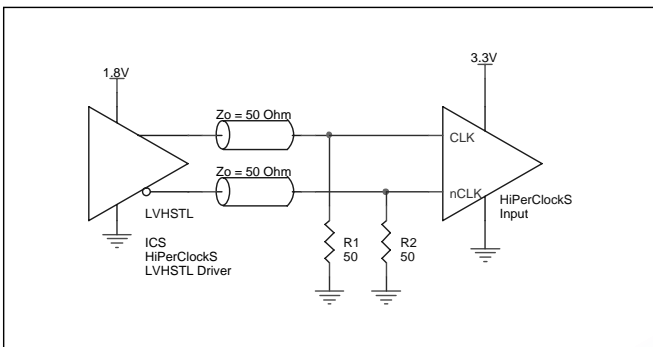 1.8V
3.3V
Zo = 50 Ohm
CLK
Zo = 50 Ohm
nCLK
HiPerClockS
Input
LVHSTL
ICS
HiPerClockS
LVHSTL Driver
R1
50
R2
50